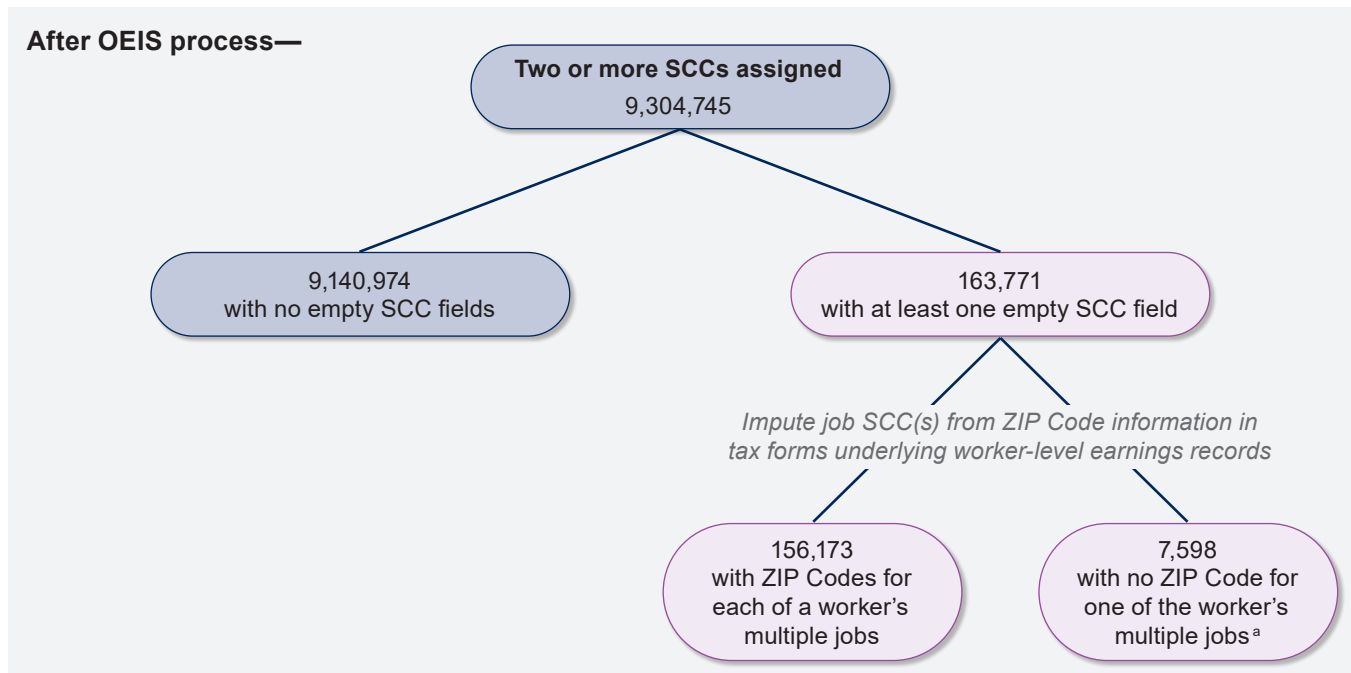 After OEIS process—
Two or more SCCs assigned
9,304,745
9,140,974
with no empty SCC fields
163,771
with at least one empty SCC field
Impute job SCC(s) from ZIP Code information in
tax forms underlying worker-level earnings records
156,173
with ZIP Codes for
each of a worker’s
multiple jobs
7,598
with no ZIP Code for
one of the worker’s
multiple jobs a